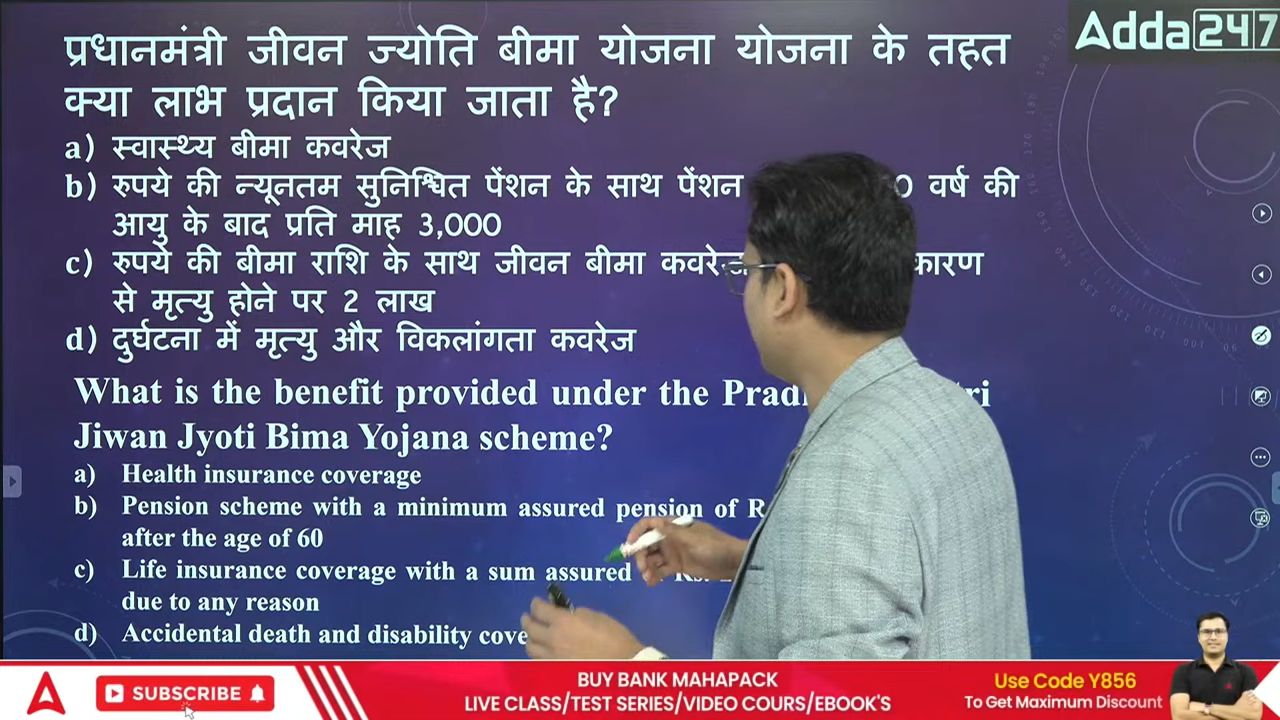 Adda247
प्रधानमंत्री जीवन ज्योति बीमा योजना योजना के तहत
क्या लाभ प्रदान किया जाता है?
a) स्वास्थ्य बीमा कवरेज
b) रुपये की न्यूनतम सुनिश्चित पेंशन के साथ पेंशन वर्ष की
आयु के बाद प्रति माह 3,000
c) रुपये की बीमा राशि के साथ जीवन बीमा कारण
से मृत्यु होने पर 2 लाख
d) दुर्घटना में मृत्यु और विकलांगता कवरेज
What is the benefit provided under the
Jiwan Jyoti Bima Yojana scheme?
a) Health insurance coverage
b) Pension scheme with a minimum assured pension of
after the age of 60
c) Life insurance coverage with a sum assured Rs.
due to any reason
d) Accidental death and disability
SUBSCRIBE
BUY BANK MAHAPACK
LIVE CLASS/TEST SERIES/VIDEO COURS/EBOOK'S
Use Code Y856
To Get Maximum Discount